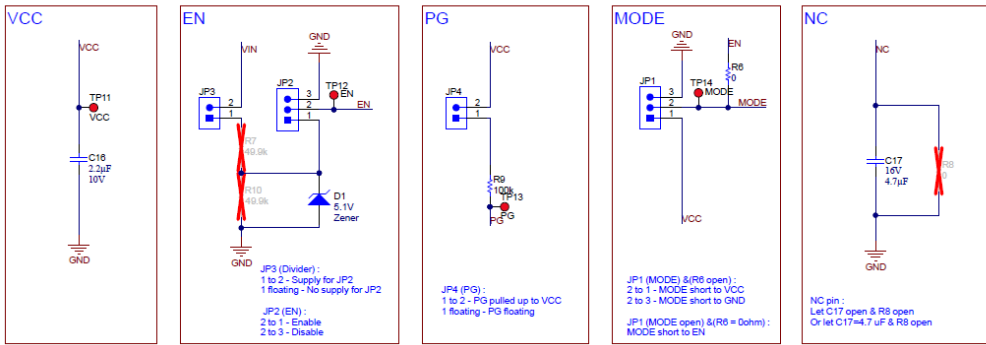 VCC
VCC
TP11
VCC
C16
2.2µF
10V
GND
EN
VIN
GND
JP3
2
1
JP2
3
2
1
TP12
EN
EN
R7
49.9k
R10
49.9k
D1
5.1V
Zener
GND
JP3 (Divider) :
1 to 2 - Supply for JP2
1 floating - No supply for JP2
JP2 (EN) :
2 to 1 - Enable
2 to 3 - Disable
PG
VCC
JP4
2
1
R9
100k
TP13
PG
PG
JP4 (PG) :
1 to 2 - PG pulled up to VCC
1 floating - PG floating
MODE
GND
EN
R6
0
JP1
3
2
1
TP14
MODE
MODE
VCC
JP1 (MODE) &(R6 open) :
2 to 1 - MODE short to VCC
2 to 3 - MODE short to GND
JP1 (MODE open) &(R6 = 0ohm) :
MODE short to EN
NC
NC
C17
16V
4.7µF
R8
0
GND
NC pin :
Let C17 open & R8 open
Or let C17=4.7 uF & R8 open